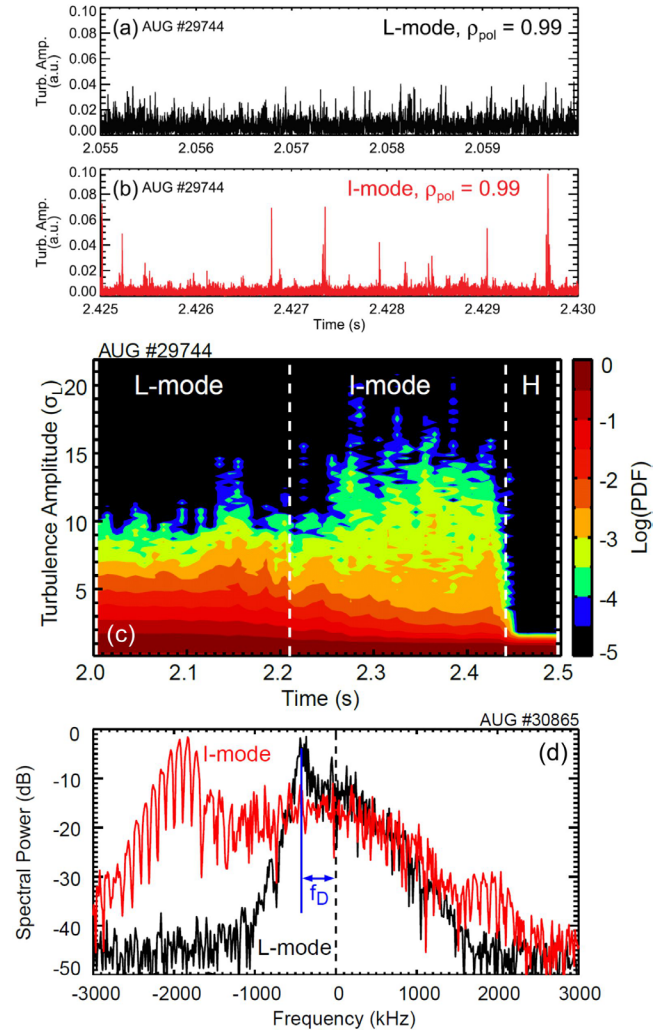 (a) AUG #29744 L-mode, ρpol = 0.99
Turb. Amp.
(a.u.)
0.10
0.08
0.06
0.04
0.02
0.00
2.055 2.056 2.057 2.058 2.059
(b) AUG #29744 I-mode, ρpol = 0.99
Turb. Amp.
(a.u.)
0.10
0.08
0.06
0.04
0.02
0.00
2.425 2.426 2.427 2.428 2.429 2.430
Time (s)
AUG #29744
L-mode I-mode H
Turbulence Amplitude (σL)
20
15
10
5
(c)
2.0 2.1 2.2 2.3 2.4 2.5
Time (s)
0
-1
-2
-3
-4
-5
Log(PDF)
AUG #30865
I-mode (d)
Spectral Power (dB)
0
-10
-20
-30
-40
-50
fD
L-mode
-3000 -2000 -1000 0 1000 2000 3000
Frequency (kHz)